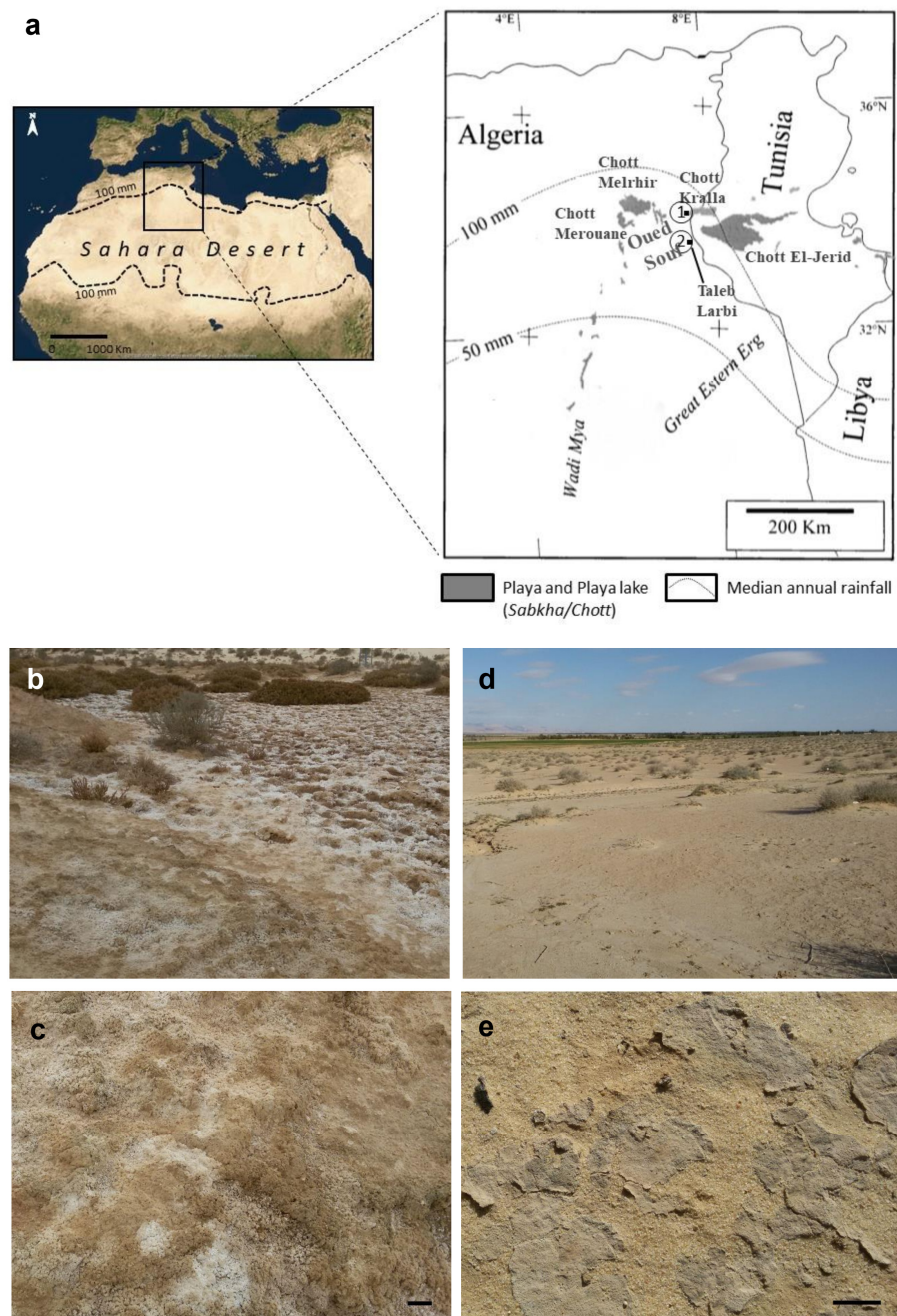 a
100 mm
Sahara Desert
100 mm
0 1000 Km
4°E 8°E
36°N
Algeria
Tunisia
Chott
Melrhir
Chott
Kralla
100 mm
Chott
Merouane
1
Oued
Souf
2
Chott El-Jerid
Taleb
Larbi
32°N
50 mm
Great Estern Erg
Libya
Wadi Mya
200 Km
Playa and Playa lake
(Sabkha/Chott)
Median annual rainfall
b
d
c
e